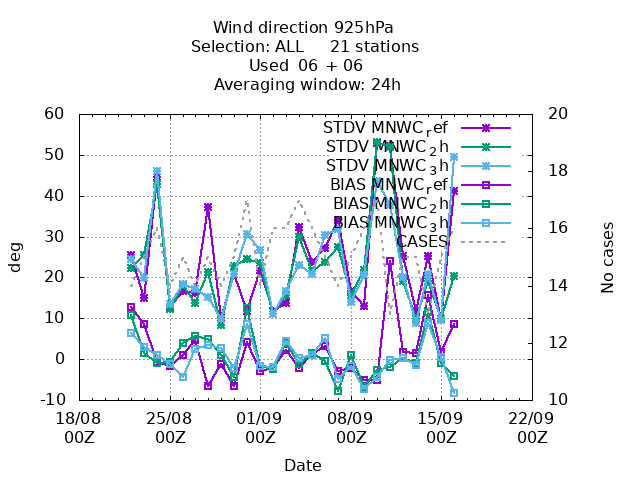 Wind direction 925hPa
Selection: ALL     21 stations
Used  06 + 06
Averaging window: 24h
60
50
40
30
20
10
0
-10
deg
20
18
16
14
12
10
No cases
STDV MNWC_ref
STDV MNWC_2h
STDV MNWC_3h
BIAS MNWC_ref
BIAS MNWC_2h
BIAS MNWC_3h
CASES
18/08 25/08 01/09 08/09 15/09 22/09
00Z 00Z 00Z 00Z 00Z 00Z
Date